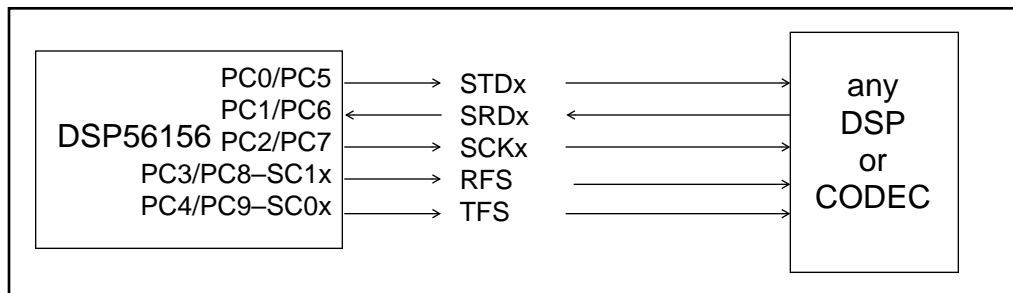 PC0/PC5 STDx
PC1/PC6 SRDx
DSP56156
PC2/PC7 SCKx
PC3/PC8–SC1x RFS
PC4/PC9–SC0x TFS
any
DSP
or
CODEC